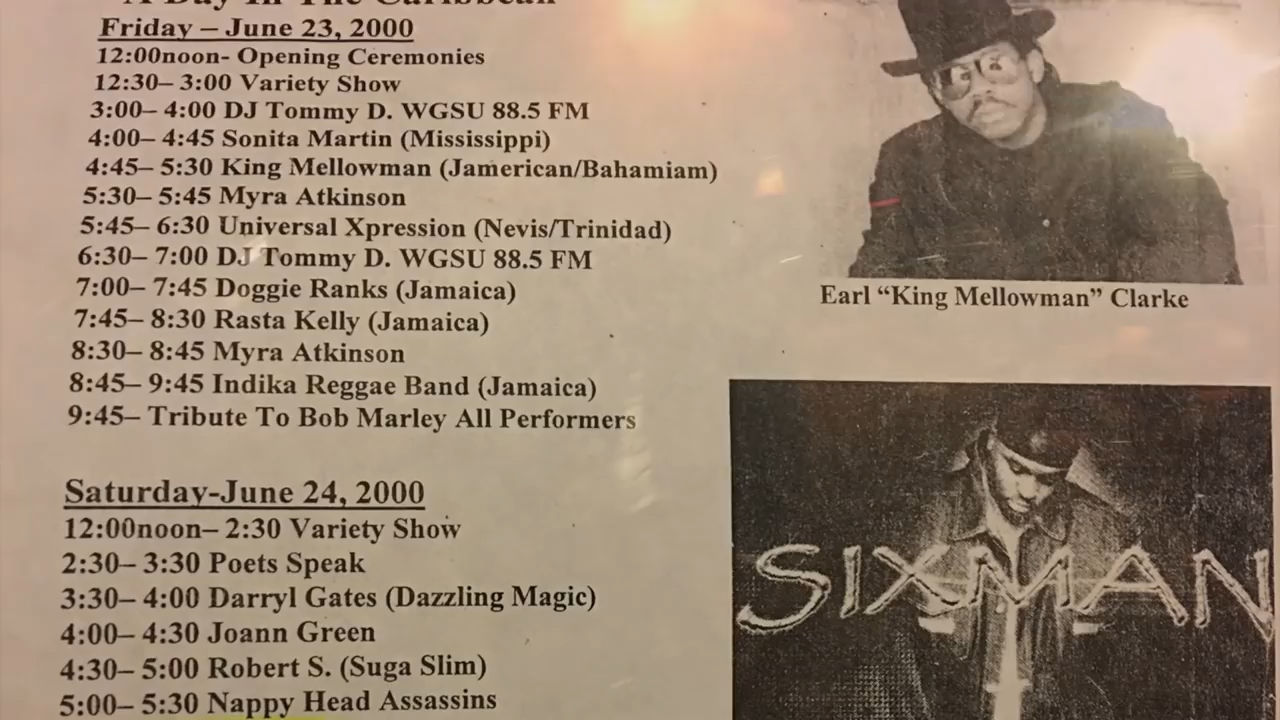 A Day In The Caribbean
Friday – June 23, 2000
12:00noon- Opening Ceremonies
12:30– 3:00 Variety Show
3:00– 4:00 DJ Tommy D. WGSU 88.5 FM
4:00– 4:45 Sonita Martin (Mississippi)
4:45– 5:30 King Mellowman (Jamerican/Bahamiam)
5:30– 5:45 Myra Atkinson
5:45– 6:30 Universal Xpression (Nevis/Trinidad)
6:30– 7:00 DJ Tommy D. WGSU 88.5 FM
7:00– 7:45 Doggie Ranks (Jamaica)
7:45– 8:30 Rasta Kelly (Jamaica)
8:30– 8:45 Myra Atkinson
8:45– 9:45 Indika Reggae Band (Jamaica)
9:45– Tribute To Bob Marley All Performers
Saturday-June 24, 2000
12:00noon– 2:30 Variety Show
2:30– 3:30 Poets Speak
3:30– 4:00 Darryl Gates (Dazzling Magic)
4:00– 4:30 Joann Green
4:30– 5:00 Robert S. (Suga Slim)
5:00– 5:30 Nappy Head Assassins
Earl “King Mellowman” Clarke
SIXMAN